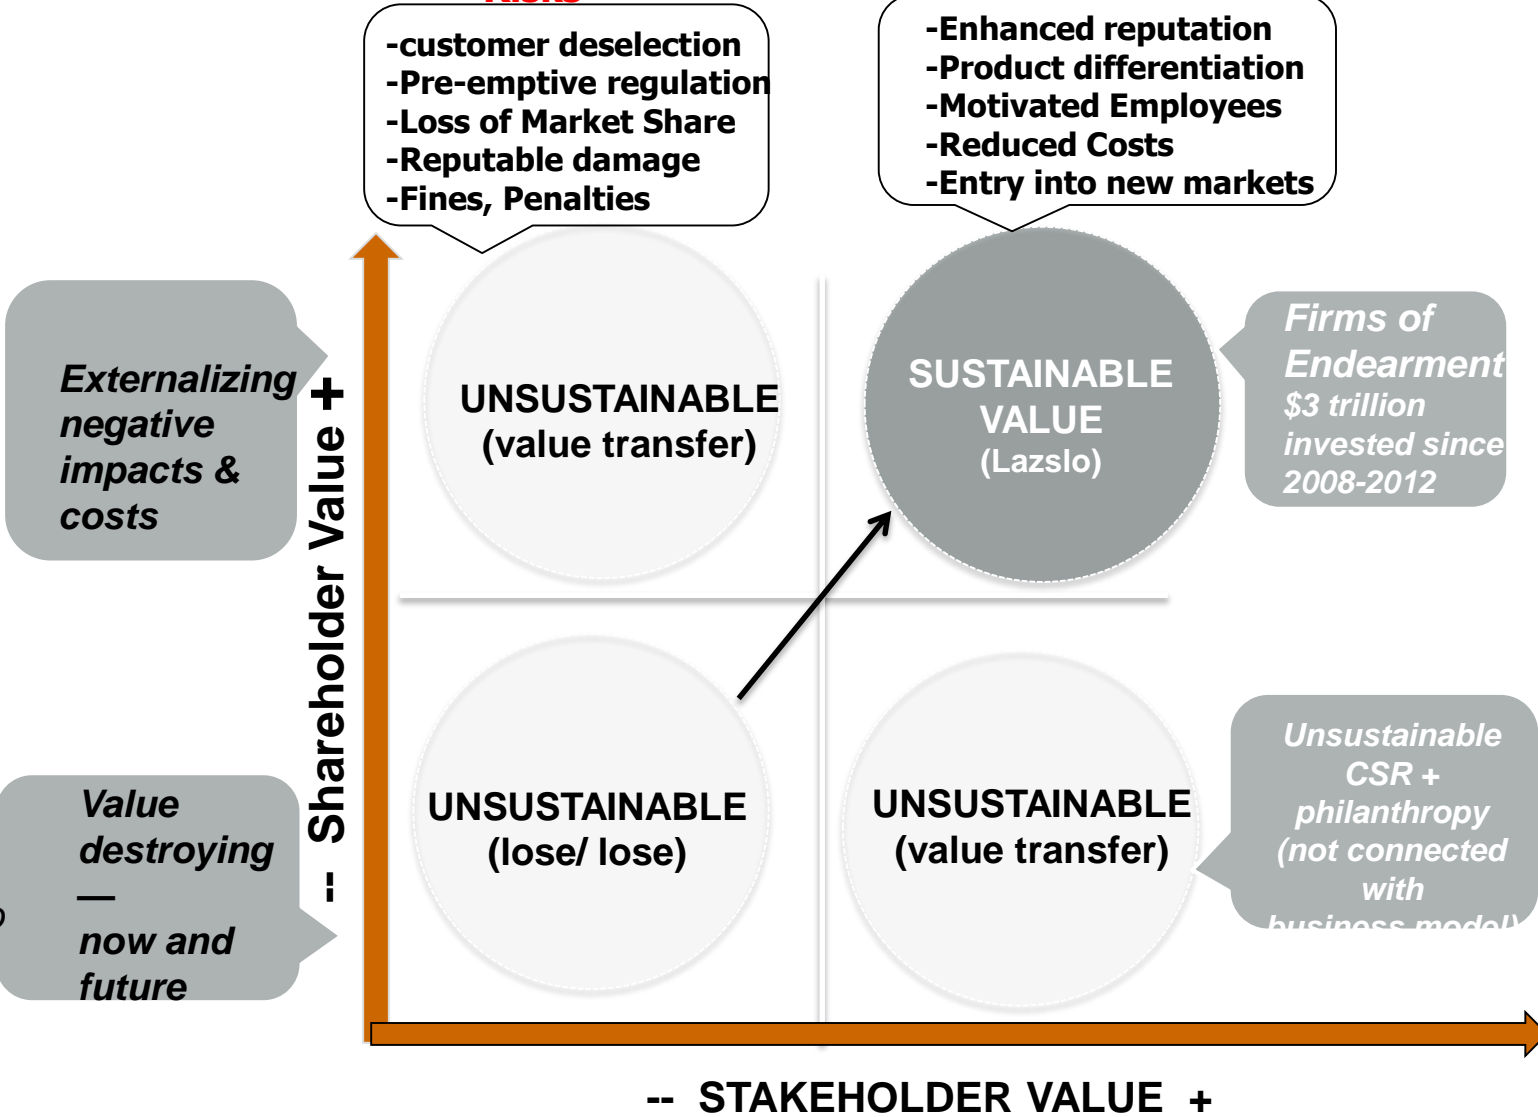 Risks
-customer deselection
-Pre-emptive regulation
-Loss of Market Share
-Reputable damage
-Fines, Penalties
-Enhanced reputation
-Product differentiation
-Motivated Employees
-Reduced Costs
-Entry into new markets
Externalizing
negative
impacts &
costs
-- Shareholder Value +
UNSUSTAINABLE
(value transfer)
SUSTAINABLE
VALUE
(Lazslo)
Firms of
Endearment
$3 trillion
invested since
2008-2012
Value
destroying
—
now and
future
UNSUSTAINABLE
(lose/ lose)
UNSUSTAINABLE
(value transfer)
Unsustainable
CSR +
philanthropy
(not connected
with
business model)
-- STAKEHOLDER VALUE +